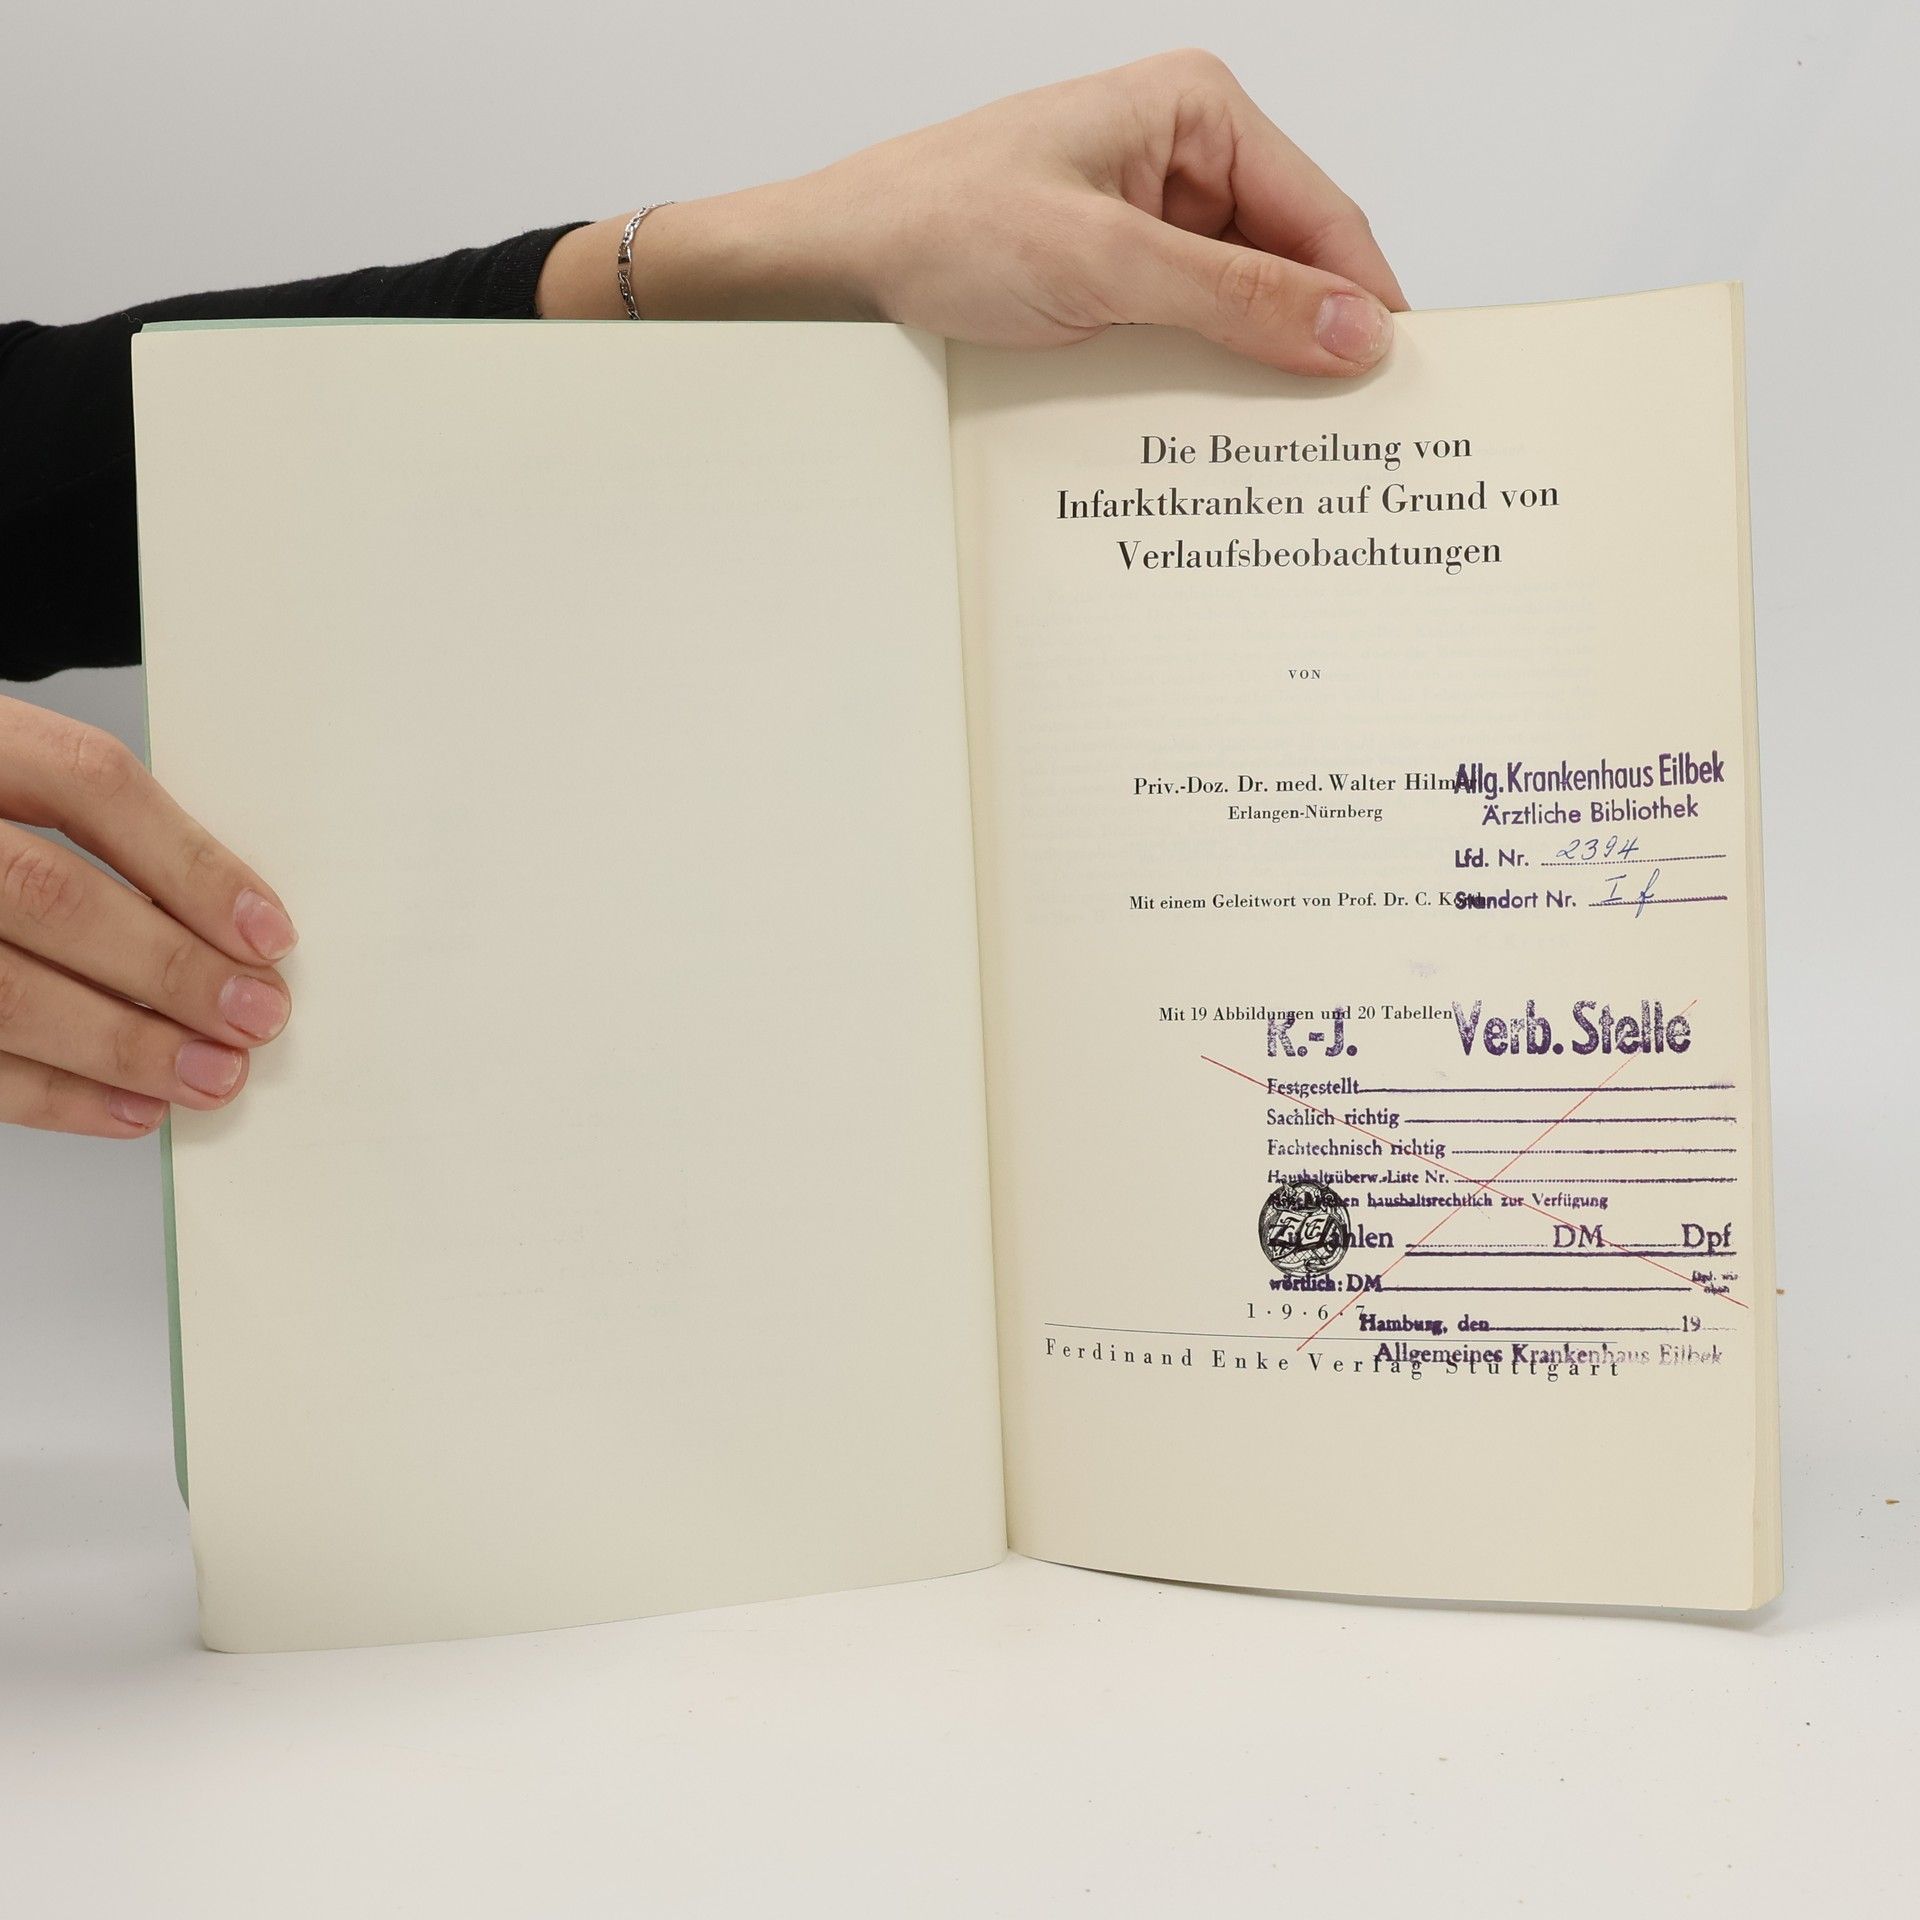 Die Beurteilung von
Infarktkranken auf Grund von
Verlaufsbeobachtungen
VON
Priv.-Doz. Dr. med. Walter
Erlangen-Nürnberg
Allg. Krankenhaus Eilbek
Ärztliche Bibliothek
Lfd. Nr. 2394
Standort Nr. I f
Mit einem Geleitwort von Prof. Dr. C.
Mit 19 Abbildungen und 20 Tabellen
K.-J. Verb. Stelle
Festgestellt
Sachlich richtig
Fachtechnisch richtig
Haushaltsüberw.-Liste Nr.
haushaltsrechtlich zur Verfügung
DM Dpf
wörtlich: DM
1 · 9 · 6 · 7
Hamburg, den 19
Allgemeines Krankenhaus Eilbek
Ferdinand Enke Verlag Stuttgart